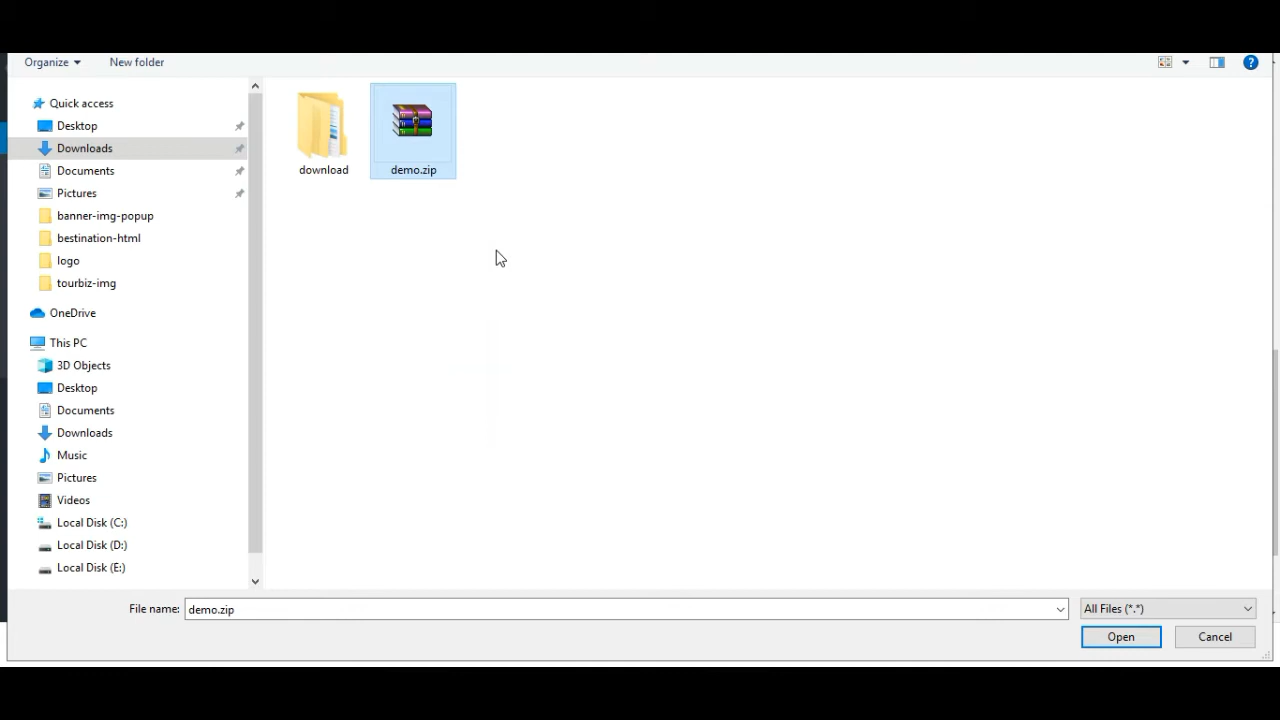 Organize New folder
Quick access
Desktop
Downloads
Documents
Pictures
banner-img-popup
bestination-html
logo
tourbiz-img
OneDrive
This PC
3D Objects
Desktop
Documents
Downloads
Music
Pictures
Videos
Local Disk (C:)
Local Disk (D:)
Local Disk (E:)
download demo.zip
File name: demo.zip All Files (*.*)
Open Cancel